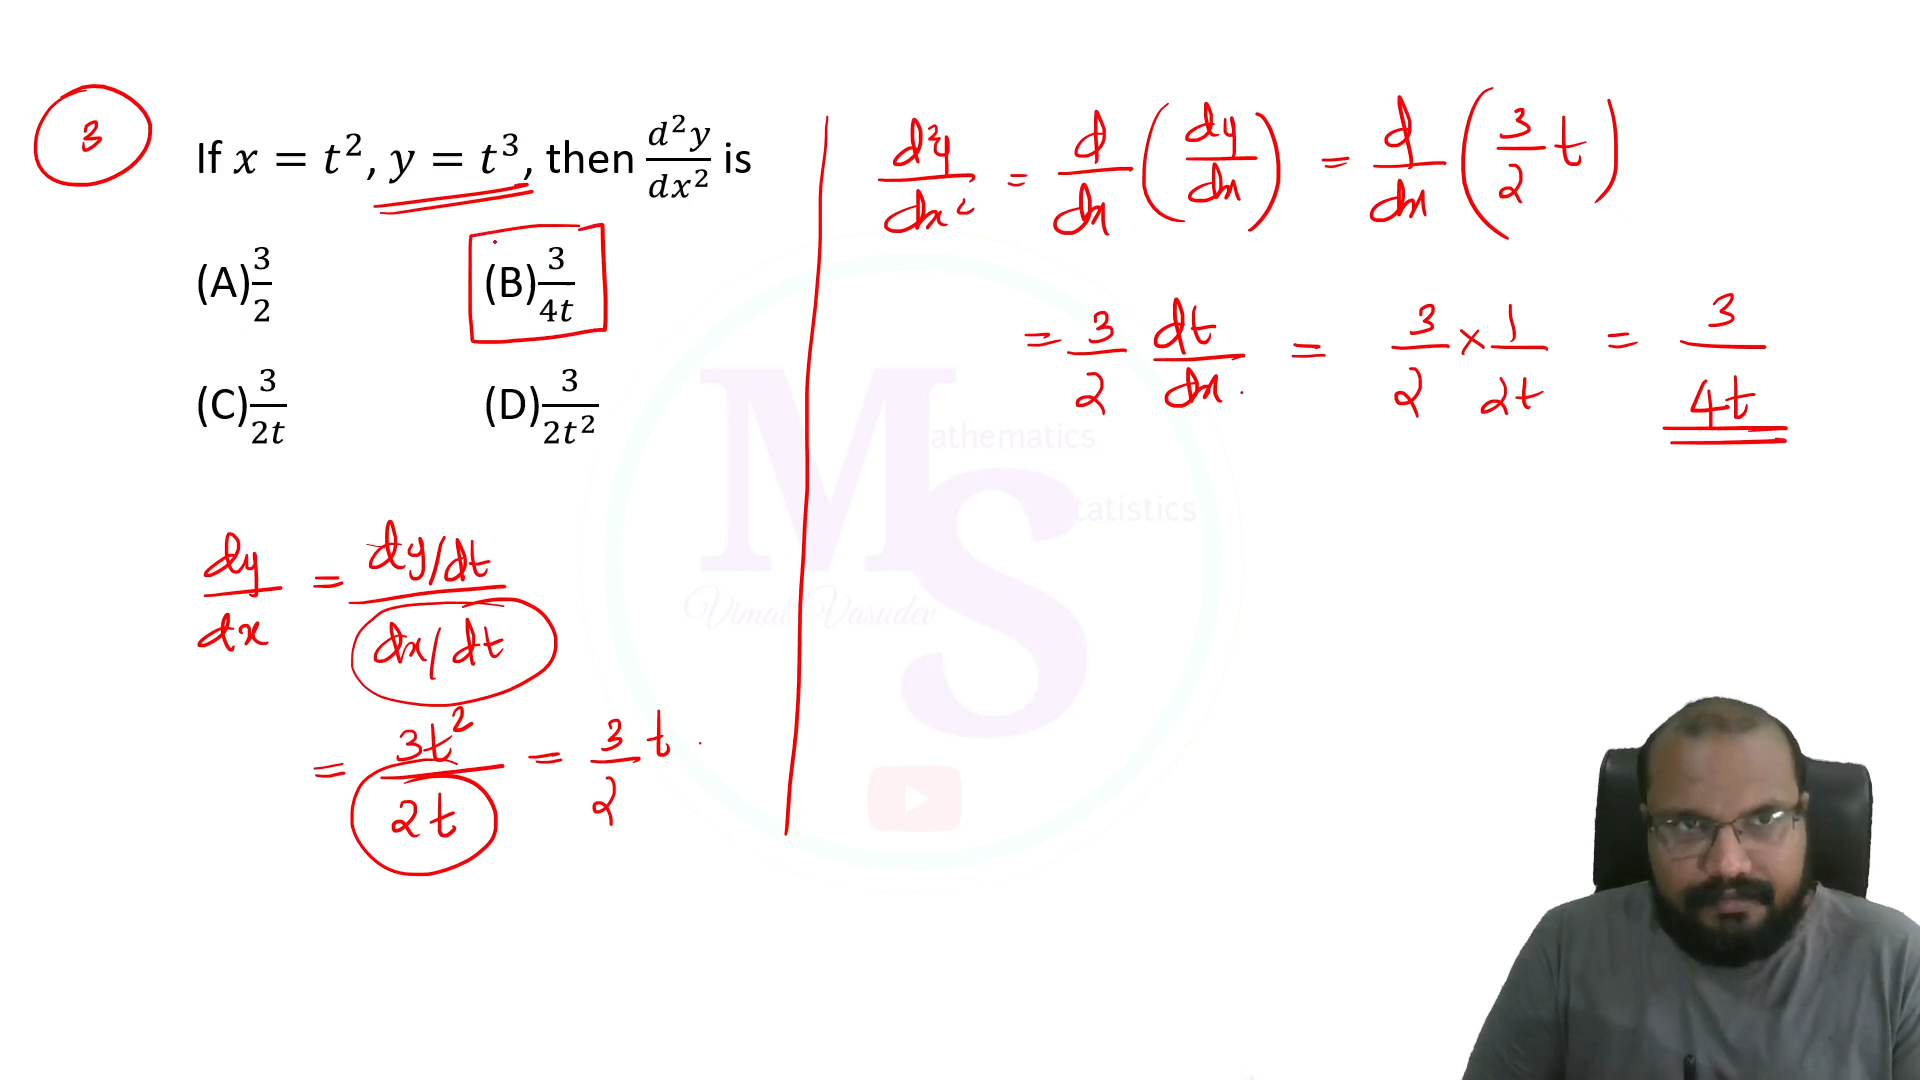 3
If x = t², y = t³, then d²y/dx² is
(A) 3/2 (B) 3/4t
(C) 3/2t (D) 3/2t²
dy/dx = (dy/dt)/(dx/dt)
= 3t²/2t = 3/2 t
d²y/dx² = d/dx (dy/dx) = d/dx (3/2 t)
= 3/2 dt/dx = 3/2 × 1/2t = 3/4t
M athematics
S tatistics
Vimal Vasudev